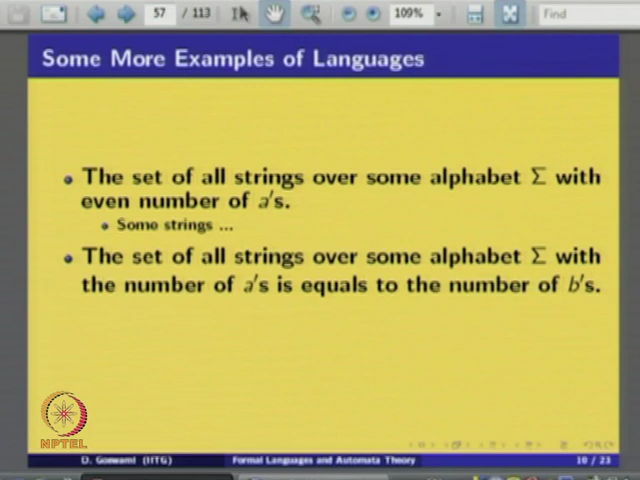 57 / 113 109% Find
Some More Examples of Languages
The set of all strings over some alphabet Σ with
even number of a's.
Some strings ...
The set of all strings over some alphabet Σ with
the number of a's is equals to the number of b's.
NPTEL
D. Goswami (IITG) Formal Languages and Automata Theory 10 / 23